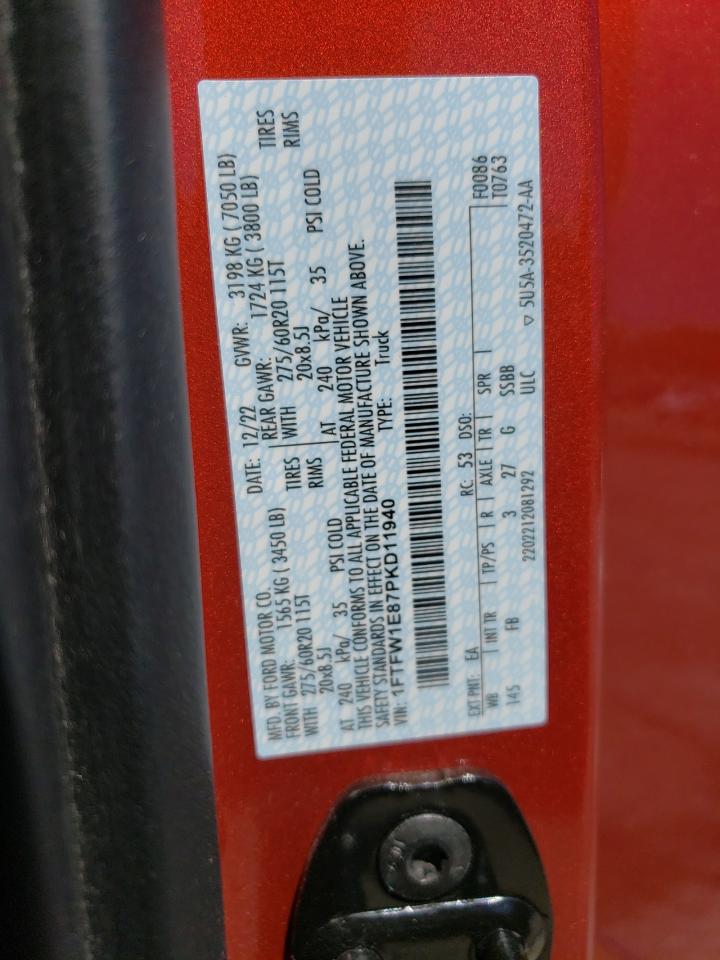 MFD. BY FORD MOTOR CO. DATE: 12/22 GVWR: 3198 KG ( 7050 LB)
FRONT GAWR: 1565 KG ( 3450 LB) REAR GAWR: 1724 KG ( 3800 LB)
WITH 275/60R20 115T TIRES WITH 275/60R20 115T TIRES
20x8.5J RIMS 20x8.5J RIMS
AT 240 kPa/ 35 PSI COLD AT 240 kPa/ 35 PSI COLD
THIS VEHICLE CONFORMS TO ALL APPLICABLE FEDERAL MOTOR VEHICLE
SAFETY STANDARDS IN EFFECT ON THE DATE OF MANUFACTURE SHOWN ABOVE.
VIN: 1FTFW1E87PKD11940 TYPE: Truck
EXT PNT: EA RC: 53 DSO: F0086
WB INT TR TP/PS R AXLE TR SPR T0763
145 FB 3 27 G SSBB
2202212081292 ULC ▽ 5U5A-3520472-AA